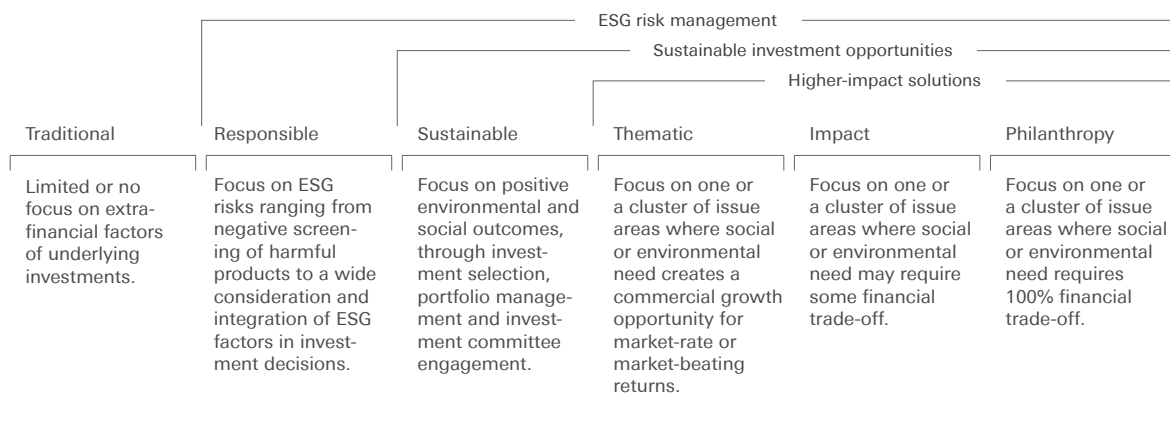 ESG risk management
Sustainable investment opportunities
Higher-impact solutions
Traditional
Responsible
Sustainable
Thematic
Impact
Philanthropy
Limited or no
focus on extra-
financial factors
of underlying
investments.
Focus on ESG
risks ranging from
negative screen-
ing of harmful
products to a wide
consideration and
integration of ESG
factors in invest-
ment decisions.
Focus on positive
environmental and
social outcomes,
through invest-
ment selection,
portfolio manage-
ment and invest-
ment committee
engagement.
Focus on one or
a cluster of issue
areas where social
or environmental
need creates a
commercial growth
opportunity for
market-rate or
market-beating
returns.
Focus on one or
a cluster of issue
areas where social
or environmental
need may require
some financial
trade-off.
Focus on one or
a cluster of issue
areas where social
or environmental
need requires
100% financial
trade-off.